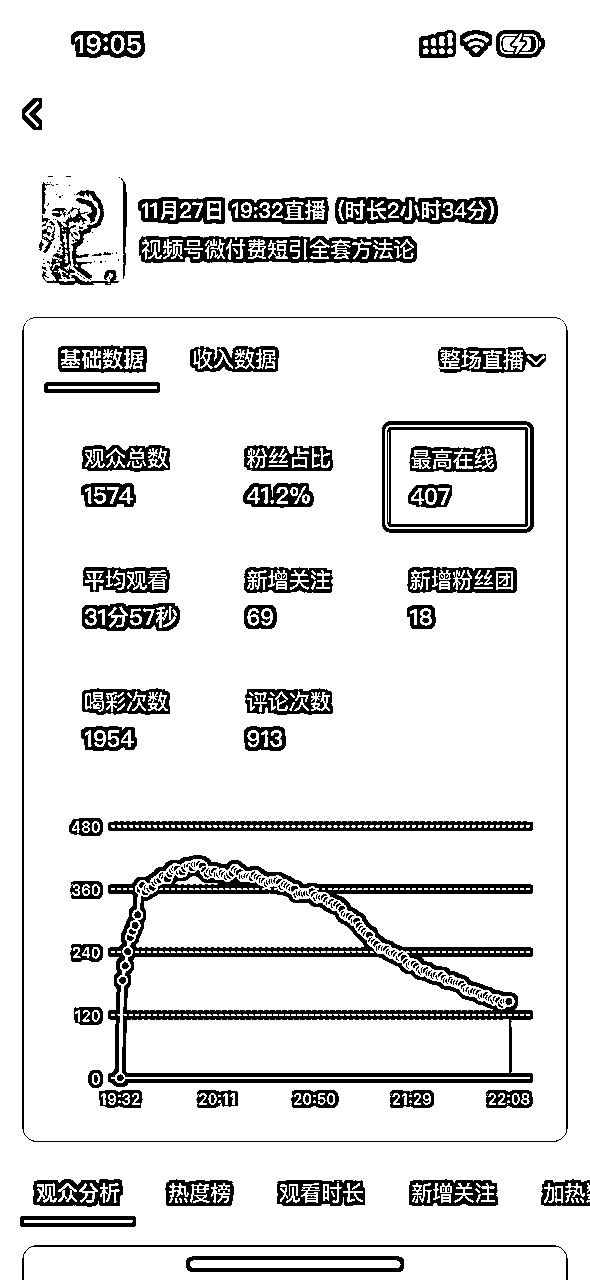 19:05
11月27日 19:32直播（时长2小时34分）
视频号微付费短引全套方法论
基础数据 收入数据 整场直播
观众总数 粉丝占比 最高在线
1574 41.2% 407
平均观看 新增关注 新增粉丝团
31分57秒 69 18
喝彩次数 评论次数
1954 913
480
360
240
120
0
19:32 20:11 20:50 21:29 22:08
观众分析 热度榜 观看时长 新增关注 加热